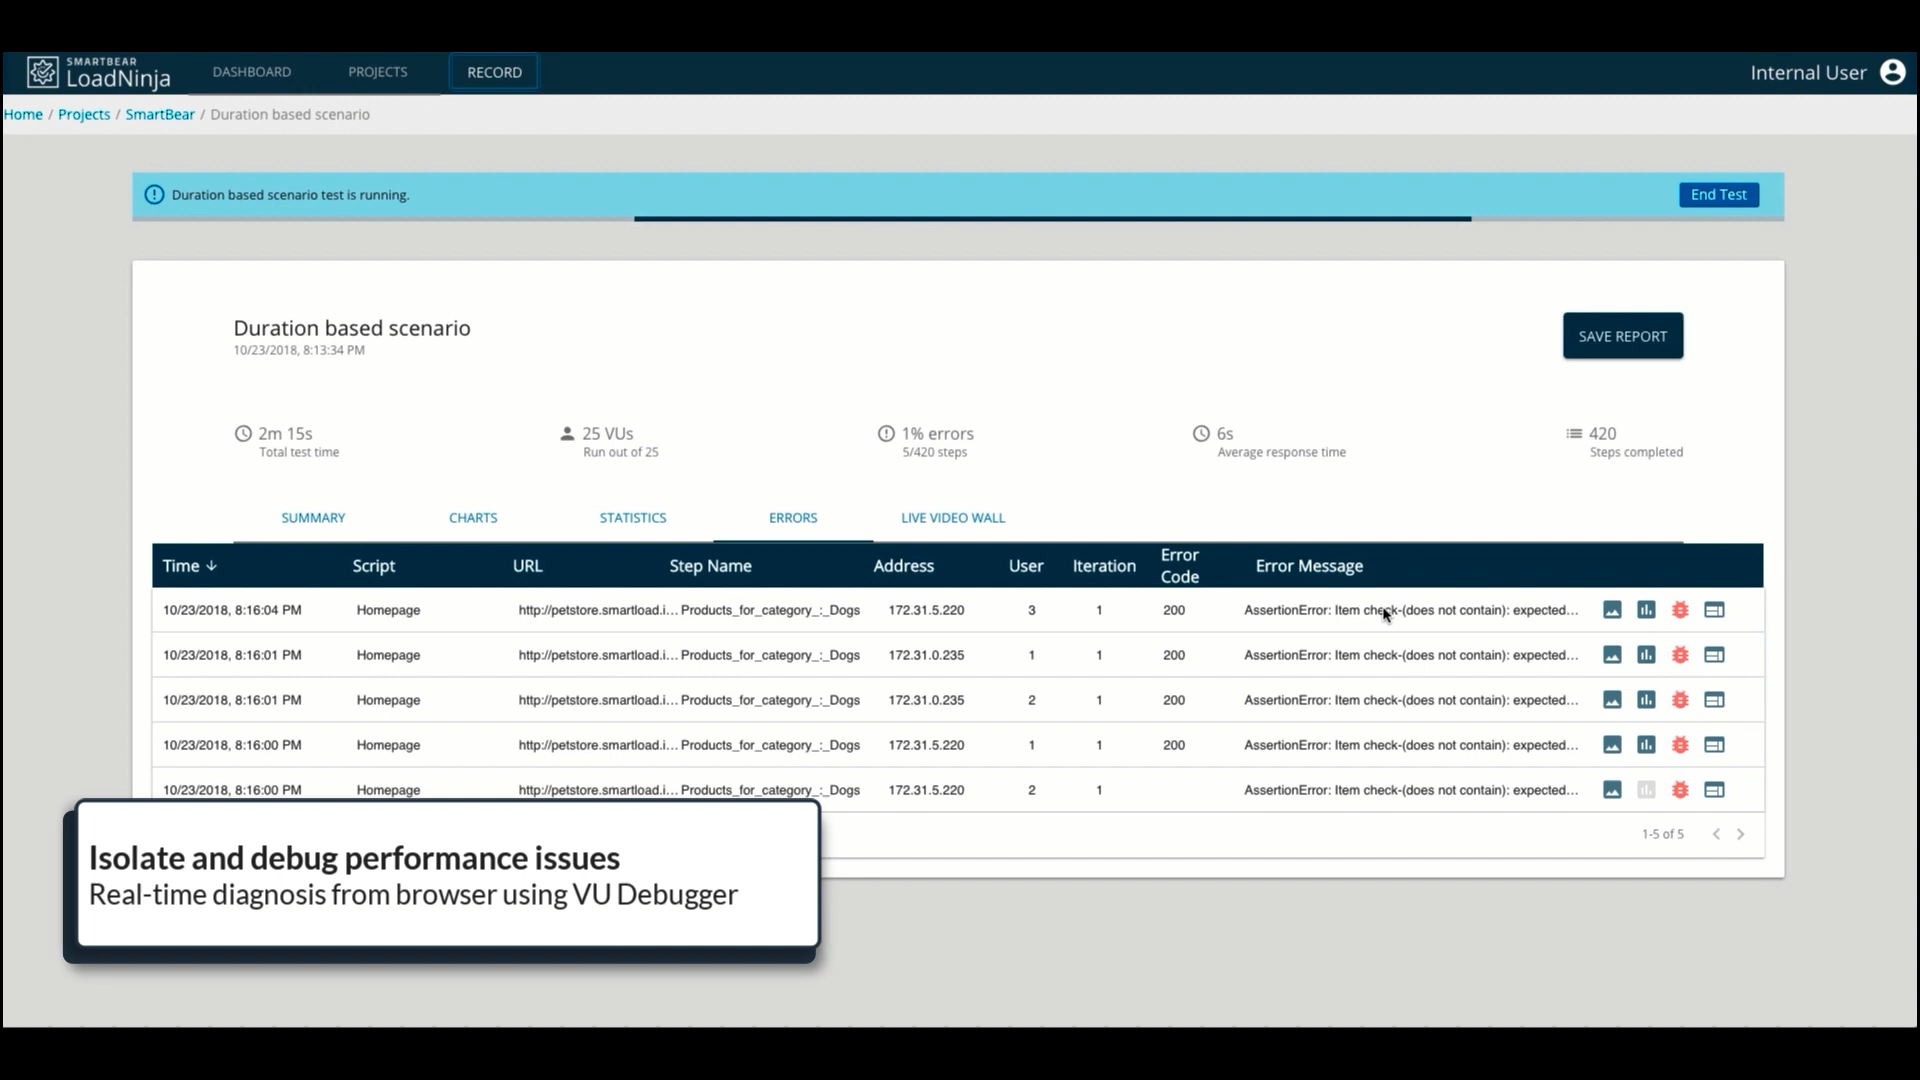 SMARTBEAR
LoadNinja
DASHBOARD
PROJECTS
RECORD
Internal User
Home / Projects / SmartBear / Duration based scenario
Duration based scenario test is running.
End Test
Duration based scenario
10/23/2018, 8:13:34 PM
SAVE REPORT
2m 15s
Total test time
25 VUs
Run out of 25
1% errors
5/420 steps
6s
Average response time
420
Steps completed
SUMMARY
CHARTS
STATISTICS
ERRORS
LIVE VIDEO WALL
Time Script URL Step Name Address User Iteration Error Code Error Message
10/23/2018, 8:16:04 PM Homepage http://petstore.smartload.i... Products_for_category_:_Dogs 172.31.5.220 3 1 200 AssertionError: Item check-(does not contain): expected...
10/23/2018, 8:16:01 PM Homepage http://petstore.smartload.i... Products_for_category_:_Dogs 172.31.0.235 1 1 200 AssertionError: Item check-(does not contain): expected...
10/23/2018, 8:16:01 PM Homepage http://petstore.smartload.i... Products_for_category_:_Dogs 172.31.0.235 2 1 200 AssertionError: Item check-(does not contain): expected...
10/23/2018, 8:16:00 PM Homepage http://petstore.smartload.i... Products_for_category_:_Dogs 172.31.5.220 1 1 200 AssertionError: Item check-(does not contain): expected...
10/23/2018, 8:16:00 PM Homepage http://petstore.smartload.i... Products_for_category_:_Dogs 172.31.5.220 2 1 AssertionError: Item check-(does not contain): expected...
1-5 of 5
Isolate and debug performance issues
Real-time diagnosis from browser using VU Debugger